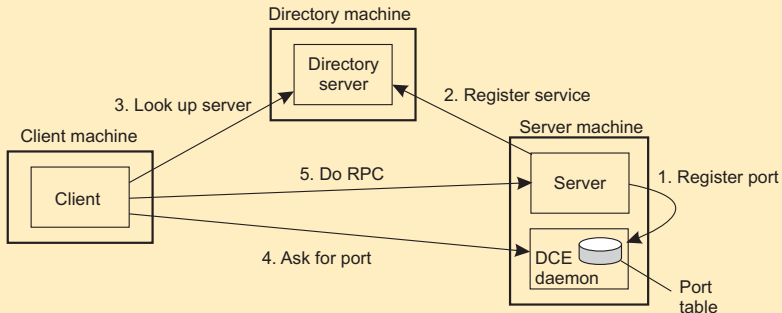 Directory machine
Directory
server
3. Look up server
2. Register service
Client machine
Server machine
Client
5. Do RPC
Server
1. Register port
4. Ask for port
DCE
daemon
Port
table